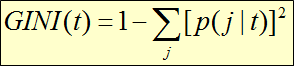 GINI(t) = 1 − ∑_j [p(j | t)]²